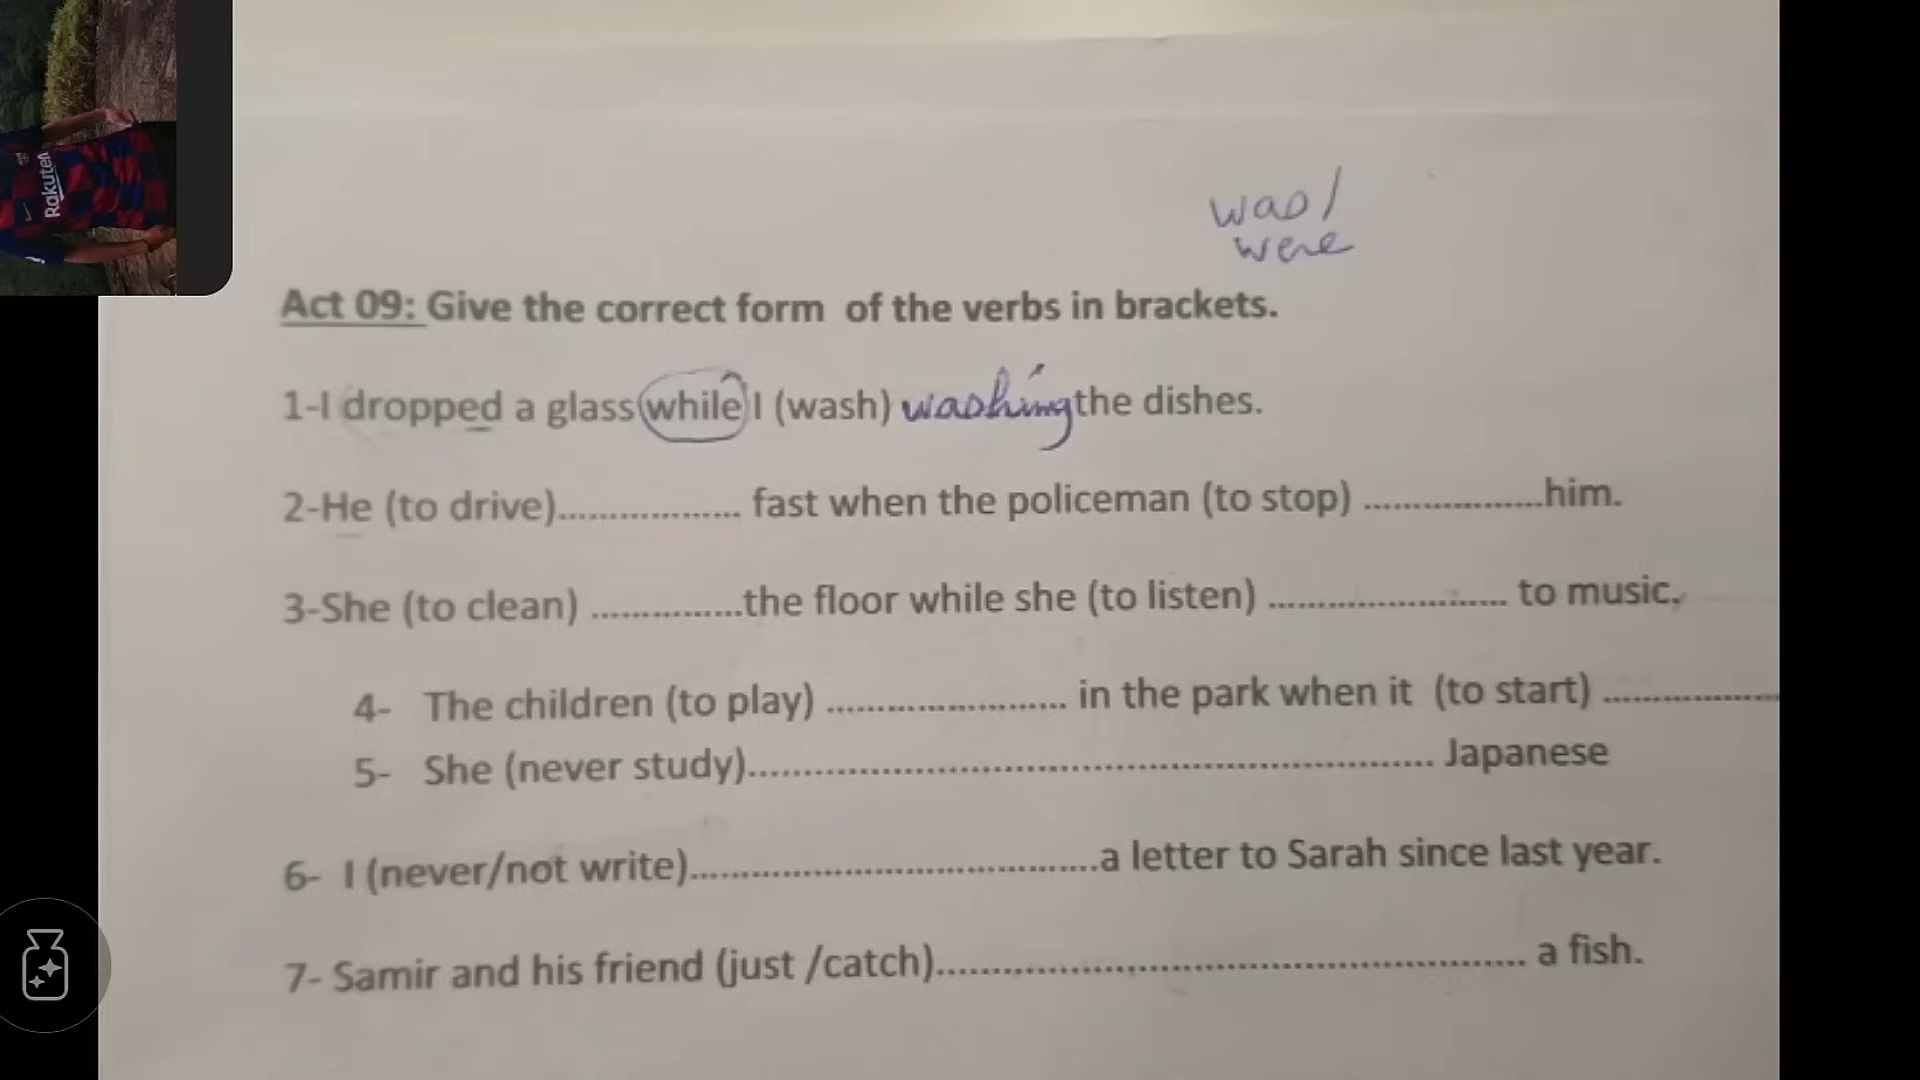 Rakuten
was/
were
Act 09: Give the correct form of the verbs in brackets.
1-I dropped a glass while I (wash) washing the dishes.
2-He (to drive).................. fast when the policeman (to stop) ..................him.
3-She (to clean) ...............the floor while she (to listen) ........................ to music.
4- The children (to play) ........................ in the park when it (to start) ..................
5- She (never study).................................................................... Japanese
6- I (never/not write)........................................a letter to Sarah since last year.
7- Samir and his friend (just /catch)........................................................... a fish.